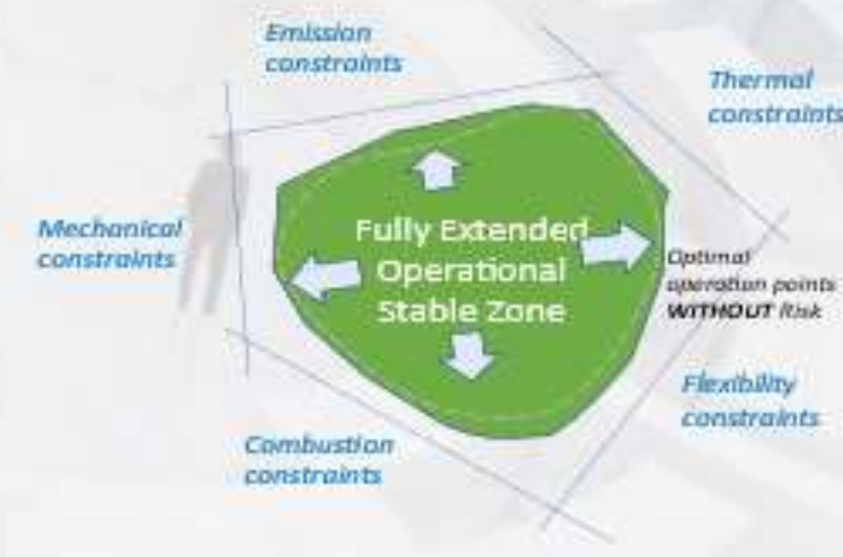 Emission
constraints
Thermal
constraints
Mechanical
constraints
Fully Extended
Operational
Stable Zone
Optimal
operation points
WITHOUT Risk
Flexibility
constraints
Combustion
constraints